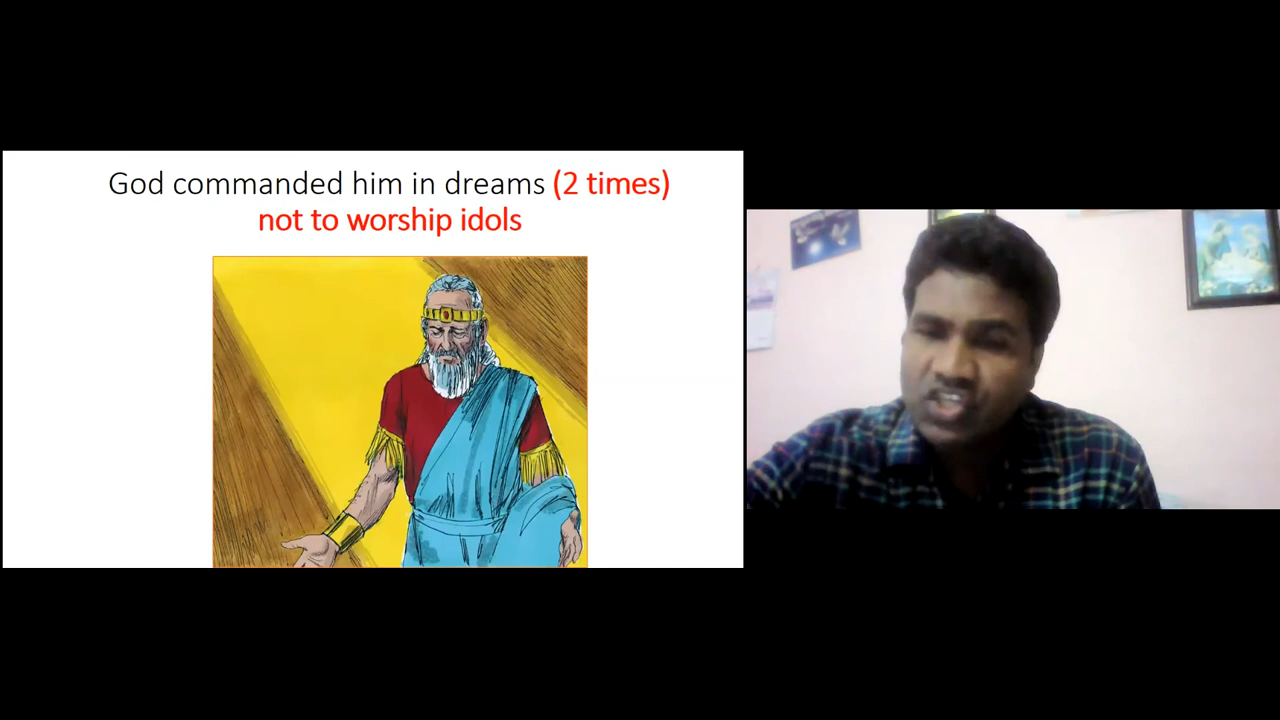 God commanded him in dreams (2 times)
not to worship idols